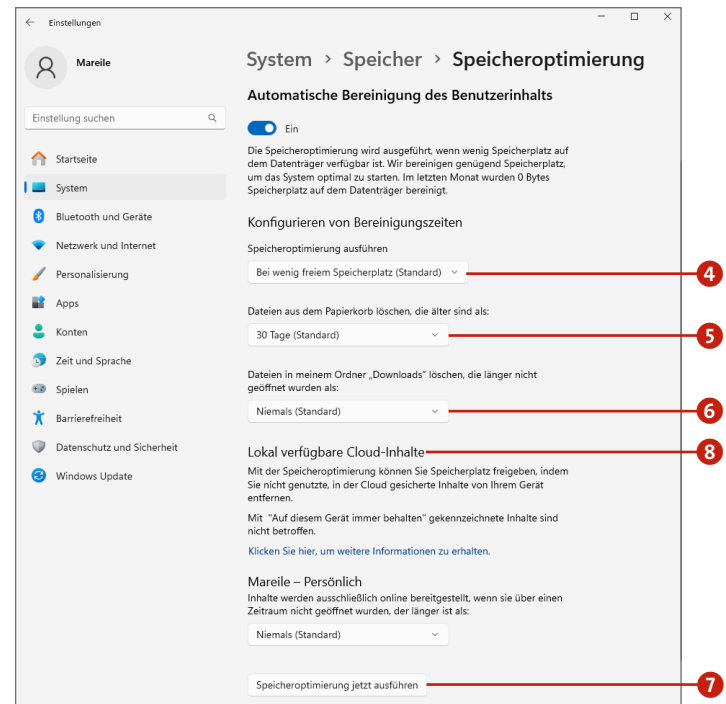 Einstellungen
Mareile
Einstellung suchen
Startseite
System
Bluetooth und Geräte
Netzwerk und Internet
Personalisierung
Apps
Konten
Zeit und Sprache
Spielen
Barrierefreiheit
Datenschutz und Sicherheit
Windows Update
System > Speicher > Speicheroptimierung
Automatische Bereinigung des Benutzerinhalts
Ein
Die Speicheroptimierung wird ausgeführt, wenn wenig Speicherplatz auf
dem Datenträger verfügbar ist. Wir bereinigen genügend Speicherplatz,
um das System optimal zu starten. Im letzten Monat wurden 0 Bytes
Speicherplatz auf dem Datenträger bereinigt.
Konfigurieren von Bereinigungszeiten
Speicheroptimierung ausführen
Bei wenig freiem Speicherplatz (Standard)
4
Dateien aus dem Papierkorb löschen, die älter sind als:
30 Tage (Standard)
5
Dateien in meinem Ordner „Downloads" löschen, die länger nicht
geöffnet wurden als:
Niemals (Standard)
6
Lokal verfügbare Cloud-Inhalte
8
Mit der Speicheroptimierung können Sie Speicherplatz freigeben, indem
Sie nicht genutzte, in der Cloud gesicherte Inhalte von Ihrem Gerät
entfernen.
Mit "Auf diesem Gerät immer behalten" gekennzeichnete Inhalte sind
nicht betroffen.
Klicken Sie hier, um weitere Informationen zu erhalten.
Mareile – Persönlich
Inhalte werden ausschließlich online bereitgestellt, wenn sie über einen
Zeitraum nicht geöffnet wurden, der länger ist als:
Niemals (Standard)
Speicheroptimierung jetzt ausführen
7